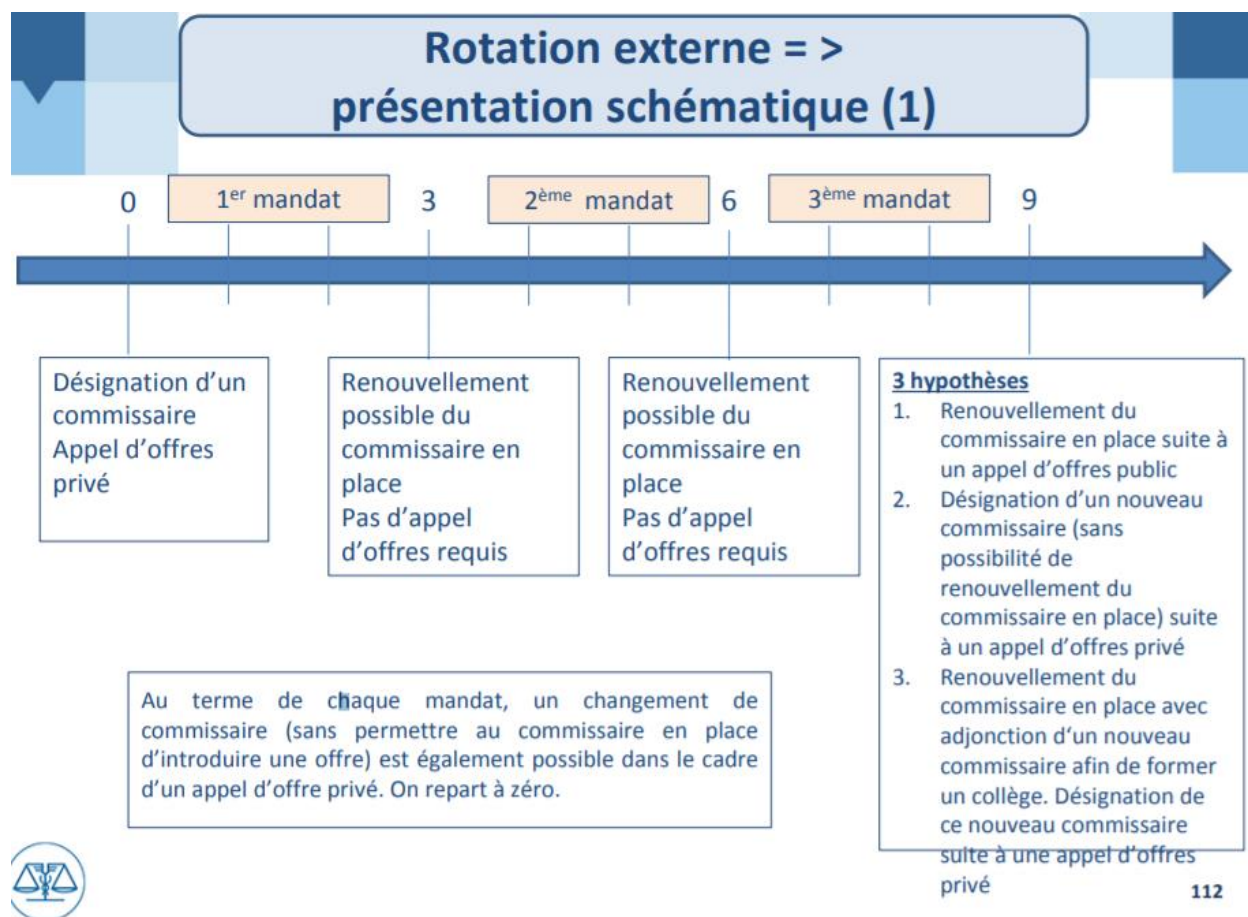 Rotation externe = >
présentation schématique (1)
0 1er mandat 3 2ème mandat 6 3ème mandat 9
Désignation d’un
commissaire
Appel d’offres
privé
Renouvellement
possible du
commissaire en
place
Pas d’appel
d’offres requis
Renouvellement
possible du
commissaire en
place
Pas d’appel
d’offres requis
3 hypothèses
1. Renouvellement du
commissaire en place suite à
un appel d’offres public
2. Désignation d’un nouveau
commissaire (sans
possibilité de
renouvellement du
commissaire en place) suite
à un appel d’offres privé
3. Renouvellement du
commissaire en place avec
adjonction d‘un nouveau
commissaire afin de former
un collège. Désignation de
ce nouveau commissaire
suite à une appel d’offres
privé
Au terme de chaque mandat, un changement de
commissaire (sans permettre au commissaire en place
d’introduire une offre) est également possible dans le cadre
d’un appel d’offre privé. On repart à zéro.
112